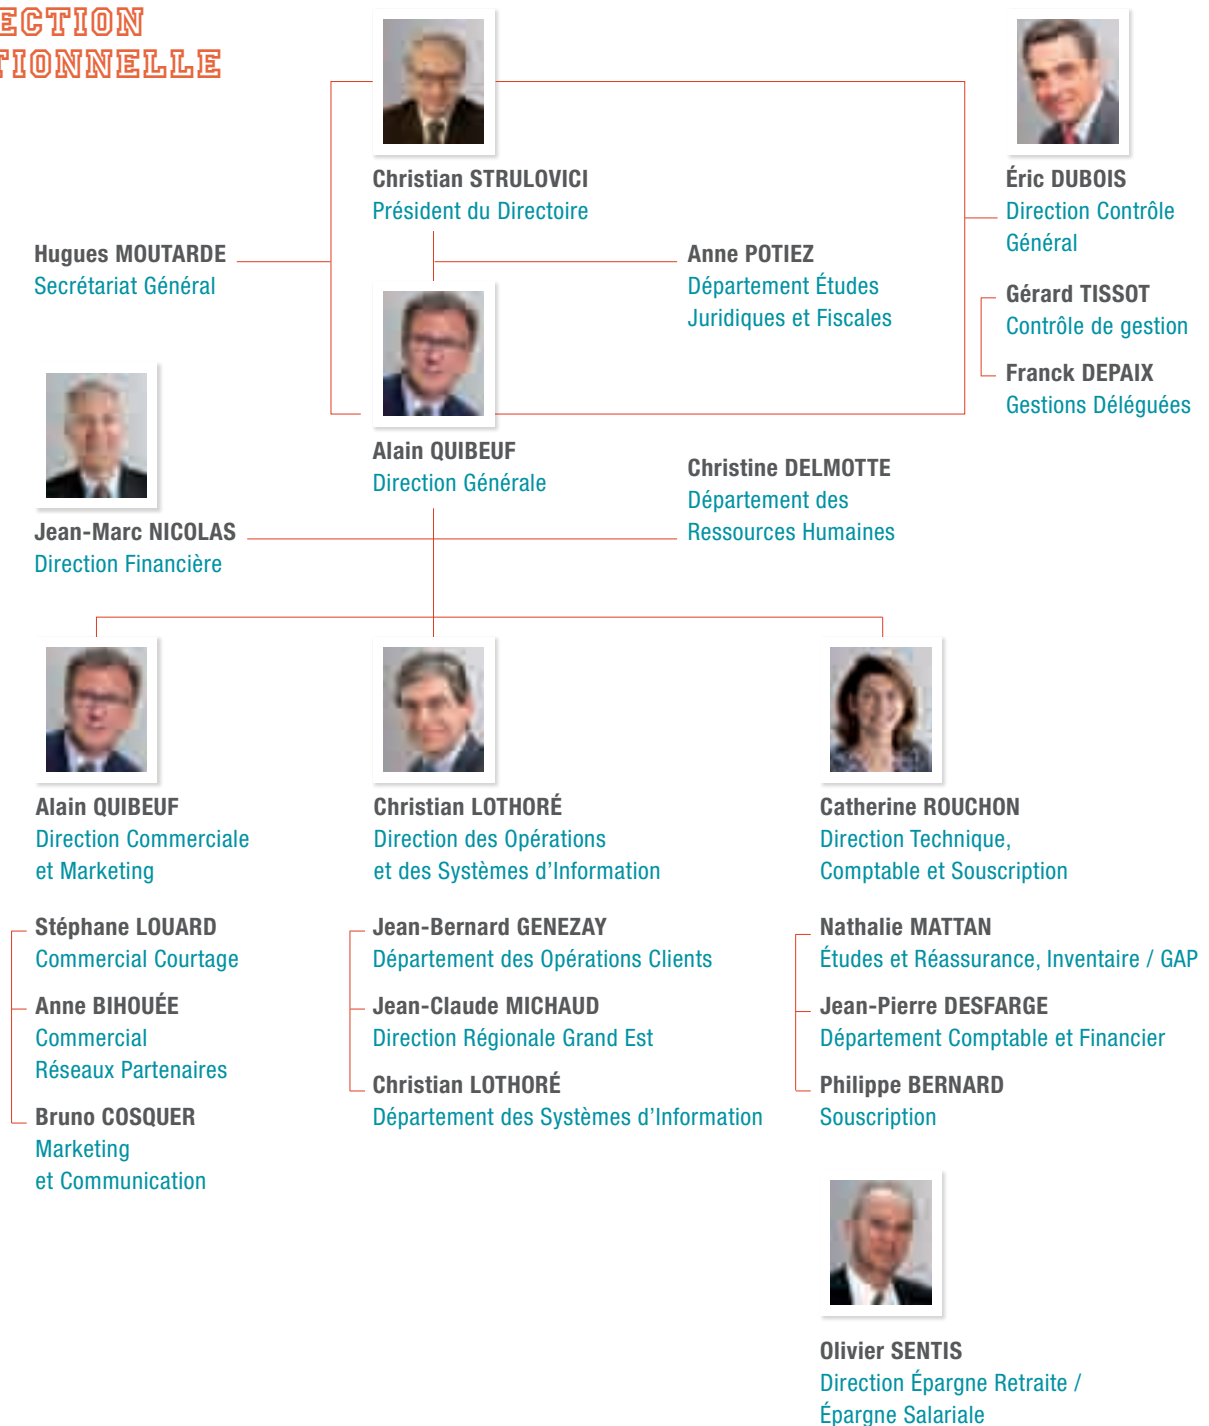 ECTION
TIONNELLE
Christian STRULOVICI
Président du Directoire
Éric DUBOIS
Direction Contrôle
Général
Hugues MOUTARDE
Secrétariat Général
Anne POTIEZ
Département Études
Juridiques et Fiscales
Gérard TISSOT
Contrôle de gestion
Franck DEPAIX
Gestions Déléguées
Alain QUIBEUF
Direction Générale
Christine DELMOTTE
Département des
Ressources Humaines
Jean-Marc NICOLAS
Direction Financière
Alain QUIBEUF
Direction Commerciale
et Marketing
Stéphane LOUARD
Commercial Courtage
Anne BIHOUÉE
Commercial
Réseaux Partenaires
Bruno COSQUER
Marketing
et Communication
Christian LOTHORÉ
Direction des Opérations
et des Systèmes d’Information
Jean-Bernard GENEZAY
Département des Opérations Clients
Jean-Claude MICHAUD
Direction Régionale Grand Est
Christian LOTHORÉ
Département des Systèmes d’Information
Catherine ROUCHON
Direction Technique,
Comptable et Souscription
Nathalie MATTAN
Études et Réassurance, Inventaire / GAP
Jean-Pierre DESFARGE
Département Comptable et Financier
Philippe BERNARD
Souscription
Olivier SENTIS
Direction Épargne Retraite /
Épargne Salariale